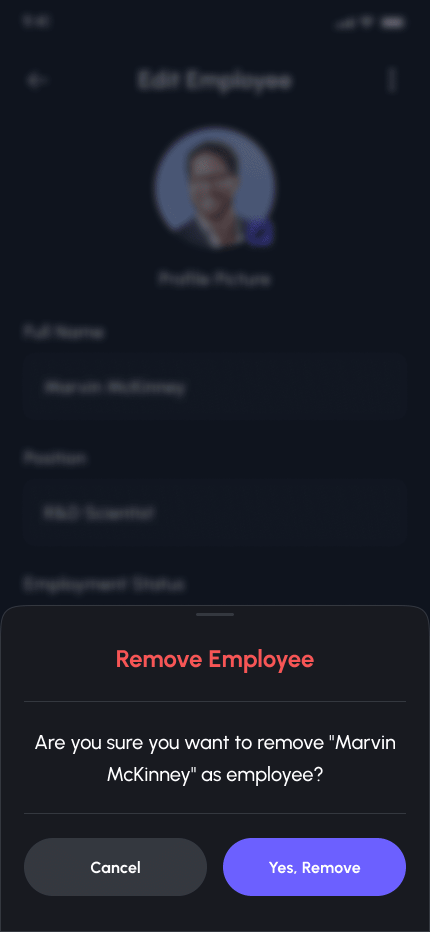 9:41
Edit Employee
Profile Picture
Full Name
Marvin McKinney
Position
R&D Scientist
Employment Status
Remove Employee
Are you sure you want to remove "Marvin
McKinney" as employee?
Cancel
Yes, Remove